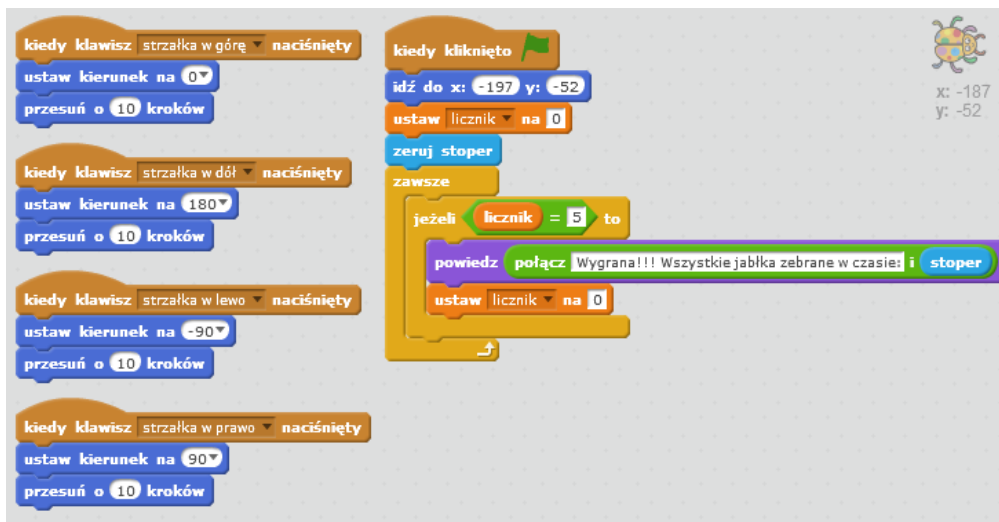 kiedy klawisz strzałka w górę naciśnięty
ustaw kierunek na 0
przesuń o 10 kroków
kiedy klawisz strzałka w dół naciśnięty
ustaw kierunek na 180
przesuń o 10 kroków
kiedy klawisz strzałka w lewo naciśnięty
ustaw kierunek na -90
przesuń o 10 kroków
kiedy klawisz strzałka w prawo naciśnięty
ustaw kierunek na 90
przesuń o 10 kroków
kiedy kliknięto
idź do x: -197 y: -52
ustaw licznik na 0
zeruj stoper
zawsze
jeżeli licznik = 5 to
powiedz połącz Wygrana!!! Wszystkie jabłka zebrane w czasie: i stoper
ustaw licznik na 0
x: -187
y: -52